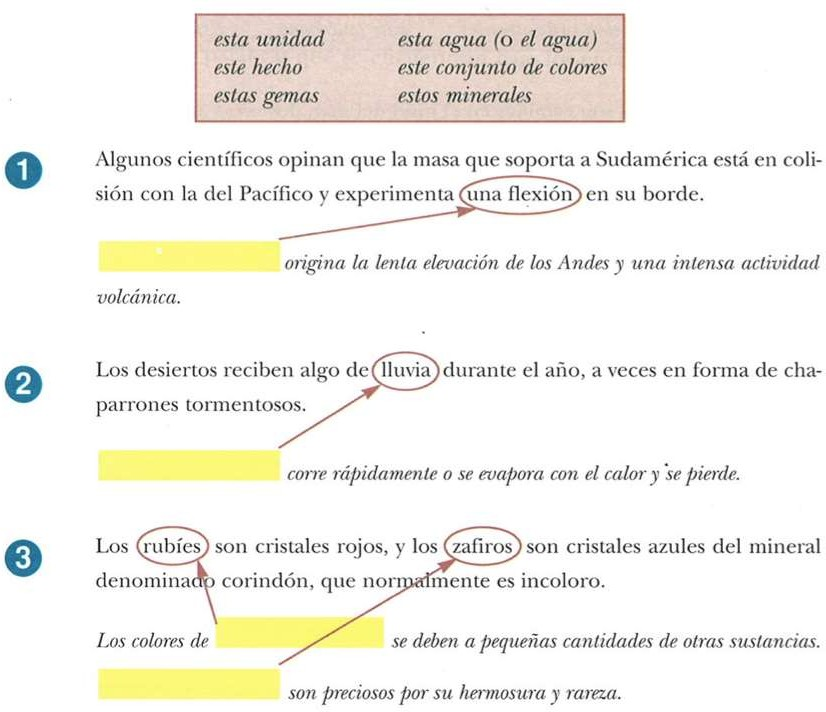 esta unidad esta agua (o el agua)
este hecho este conjunto de colores
estas gemas estos minerales
1 Algunos científicos opinan que la masa que soporta a Sudamérica está en coli-
sión con la del Pacífico y experimenta una flexión en su borde.
origina la lenta elevación de los Andes y una intensa actividad
volcánica.
2 Los desiertos reciben algo de lluvia durante el año, a veces en forma de cha-
parrones tormentosos.
corre rápidamente o se evapora con el calor y se pierde.
3 Los rubíes son cristales rojos, y los zafiros son cristales azules del mineral
denominado corindón, que normalmente es incoloro.
Los colores de se deben a pequeñas cantidades de otras sustancias.
son preciosos por su hermosura y rareza.